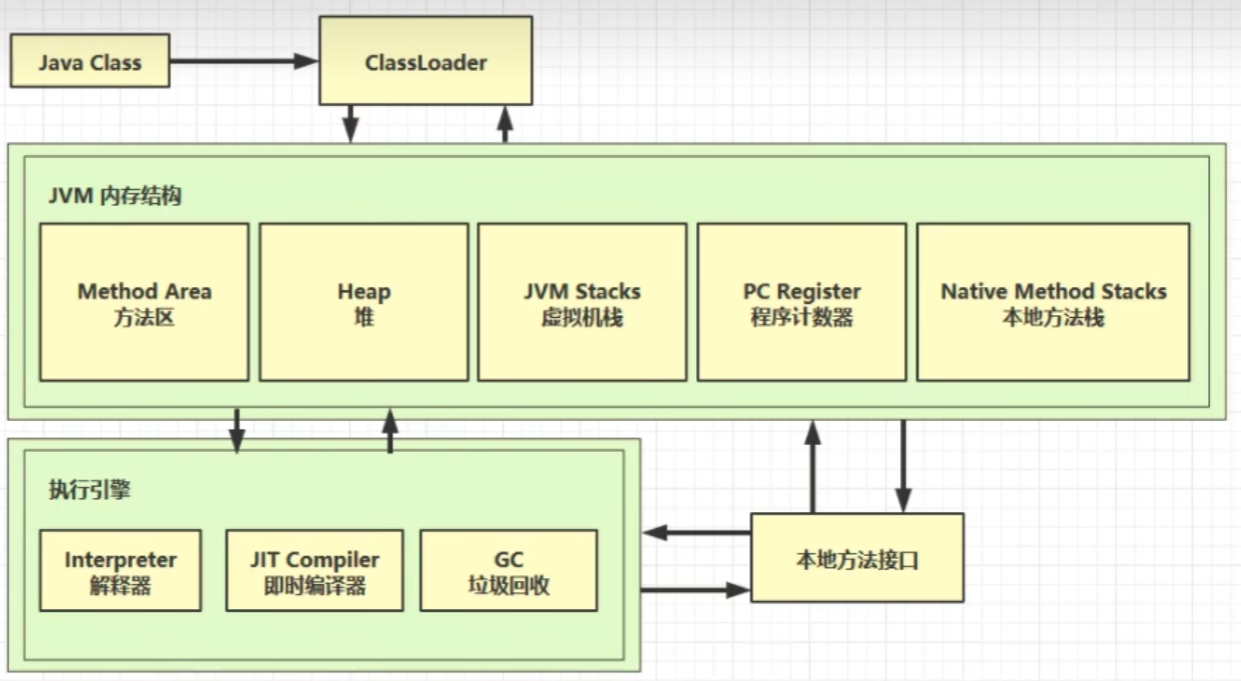 Java Class
ClassLoader
JVM 内存结构
Method Area
方法区
Heap
堆
JVM Stacks
虚拟机栈
PC Register
程序计数器
Native Method Stacks
本地方法栈
执行引擎
Interpreter
解释器
JIT Compiler
即时编译器
GC
垃圾回收
本地方法接口